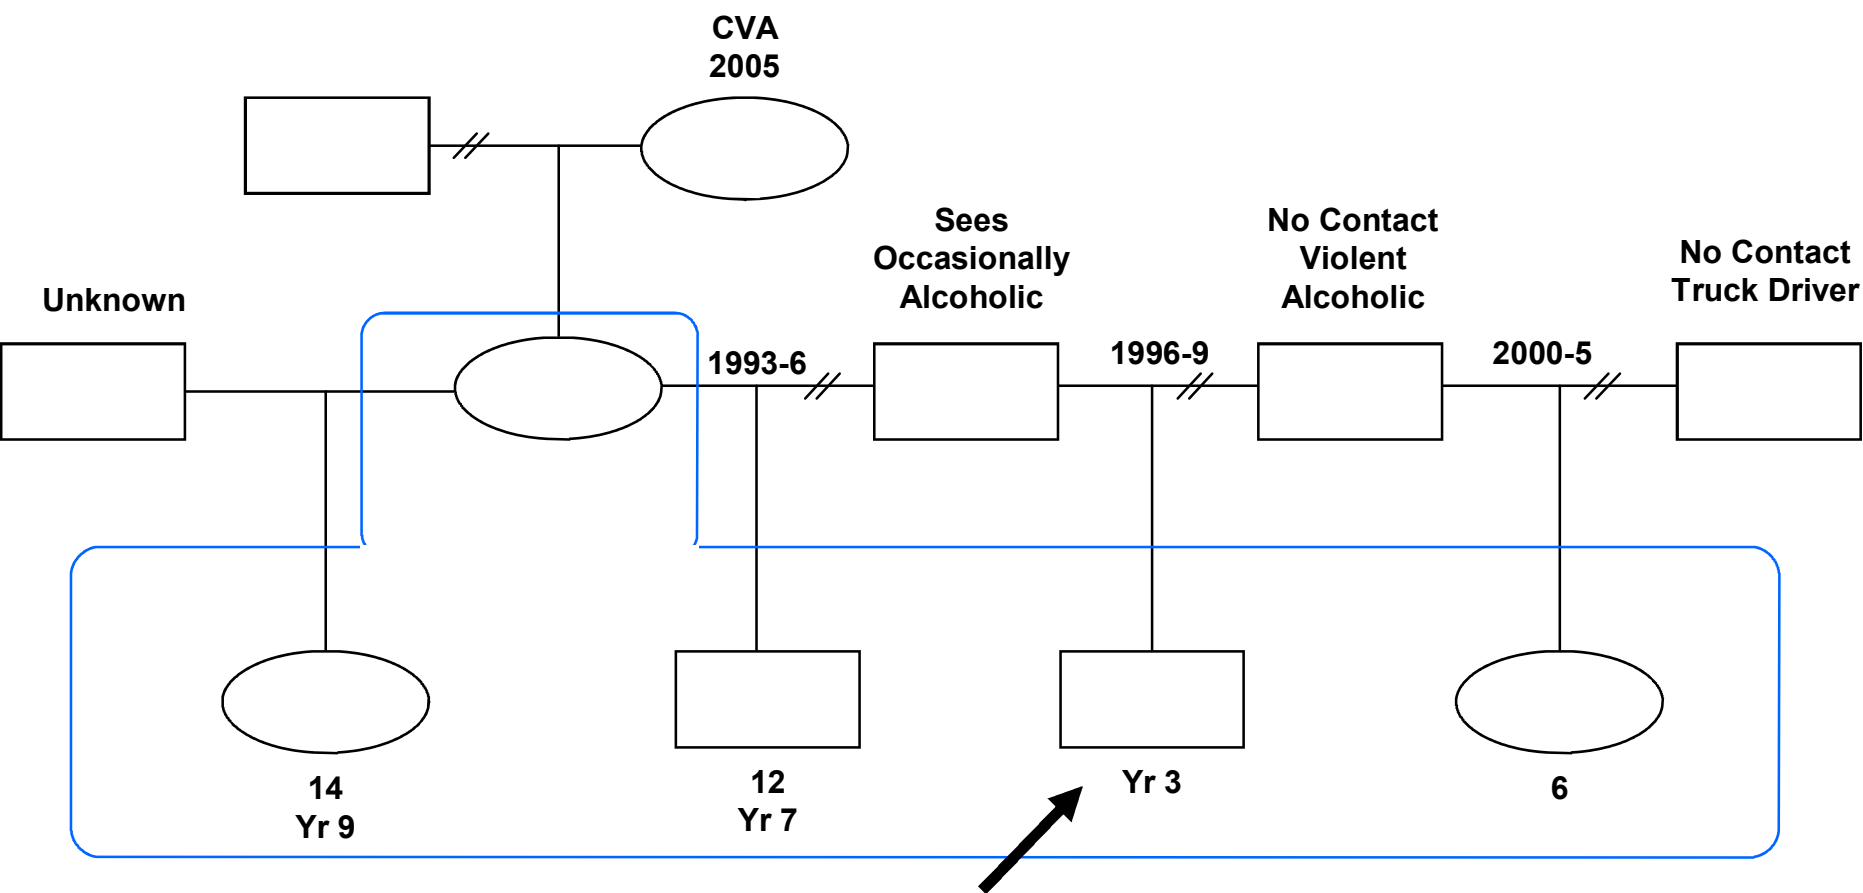 CVA
2005
Sees
Occasionally
Alcoholic
No Contact
Violent
Alcoholic
No Contact
Truck Driver
Unknown
1993-6
1996-9
2000-5
14
Yr 9
12
Yr 7
Yr 3
6